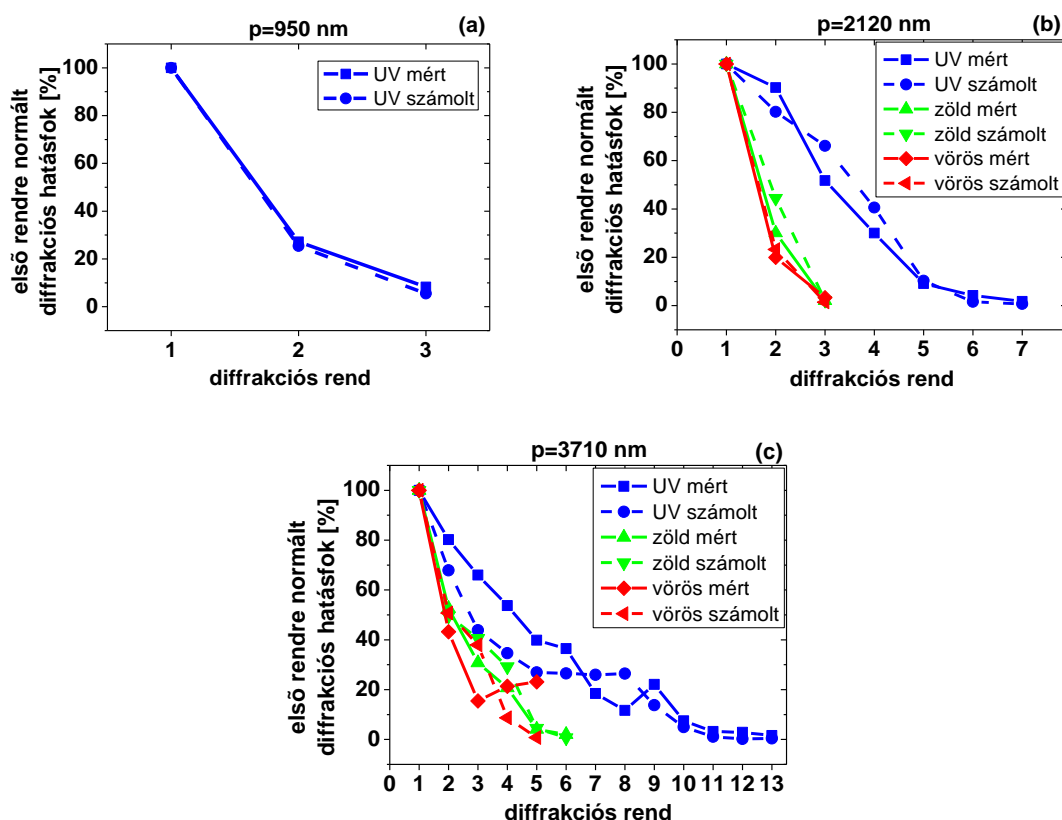 p=950 nm
(a)
UV mért
UV számolt
100
80
60
40
20
0
elsõ rendre normált
diffrakciós hatásfok [%]
1 2 3
diffrakciós rend
p=2120 nm
(b)
UV mért
UV számolt
zöld mért
zöld számolt
vörös mért
vörös számolt
100
80
60
40
20
0
elsõ rendre normált
diffrakciós hatásfok [%]
0 1 2 3 4 5 6 7
diffrakciós rend
p=3710 nm
(c)
UV mért
UV számolt
zöld mért
zöld számolt
vörös mért
vörös számolt
100
80
60
40
20
0
elsõ rendre normált
diffrakciós hatásfok [%]
0 1 2 3 4 5 6 7 8 9 10 11 12 13
diffrakciós rend